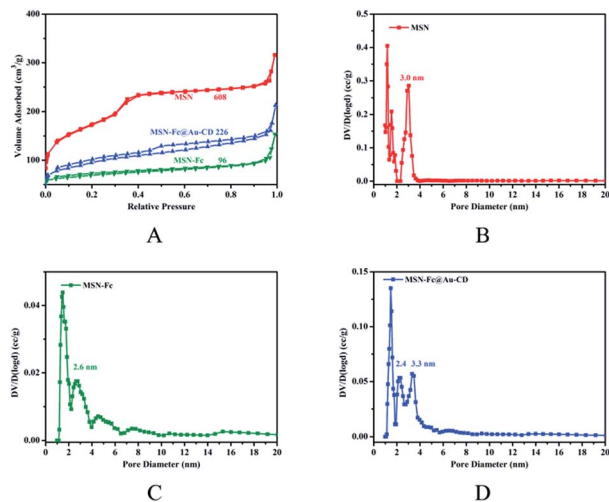 300
200
100
Volume Adsorbed (cm³/g)
MSN 608
MSN-Fc@Au-CD 226
MSN-Fc 96
0.0 0.2 0.4 0.6 0.8 1.0
Relative Pressure
A
0.5
0.4
0.3
0.2
0.1
0.0
DV/D(logd) (cc/g)
MSN
3.0 nm
0 2 4 6 8 10 12 14 16 18 20
Pore Diameter (nm)
B
0.04
0.02
0.00
DV/D(logd) (cc/g)
MSN-Fc
2.6 nm
0 2 4 6 8 10 12 14 16 18 20
Pore Diameter (nm)
C
0.15
0.10
0.05
0.00
DV/D(logd) (cc/g)
MSN-Fc@Au-CD
2.4 3.3 nm
0 2 4 6 8 10 12 14 16 18 20
Pore Diameter (nm)
D